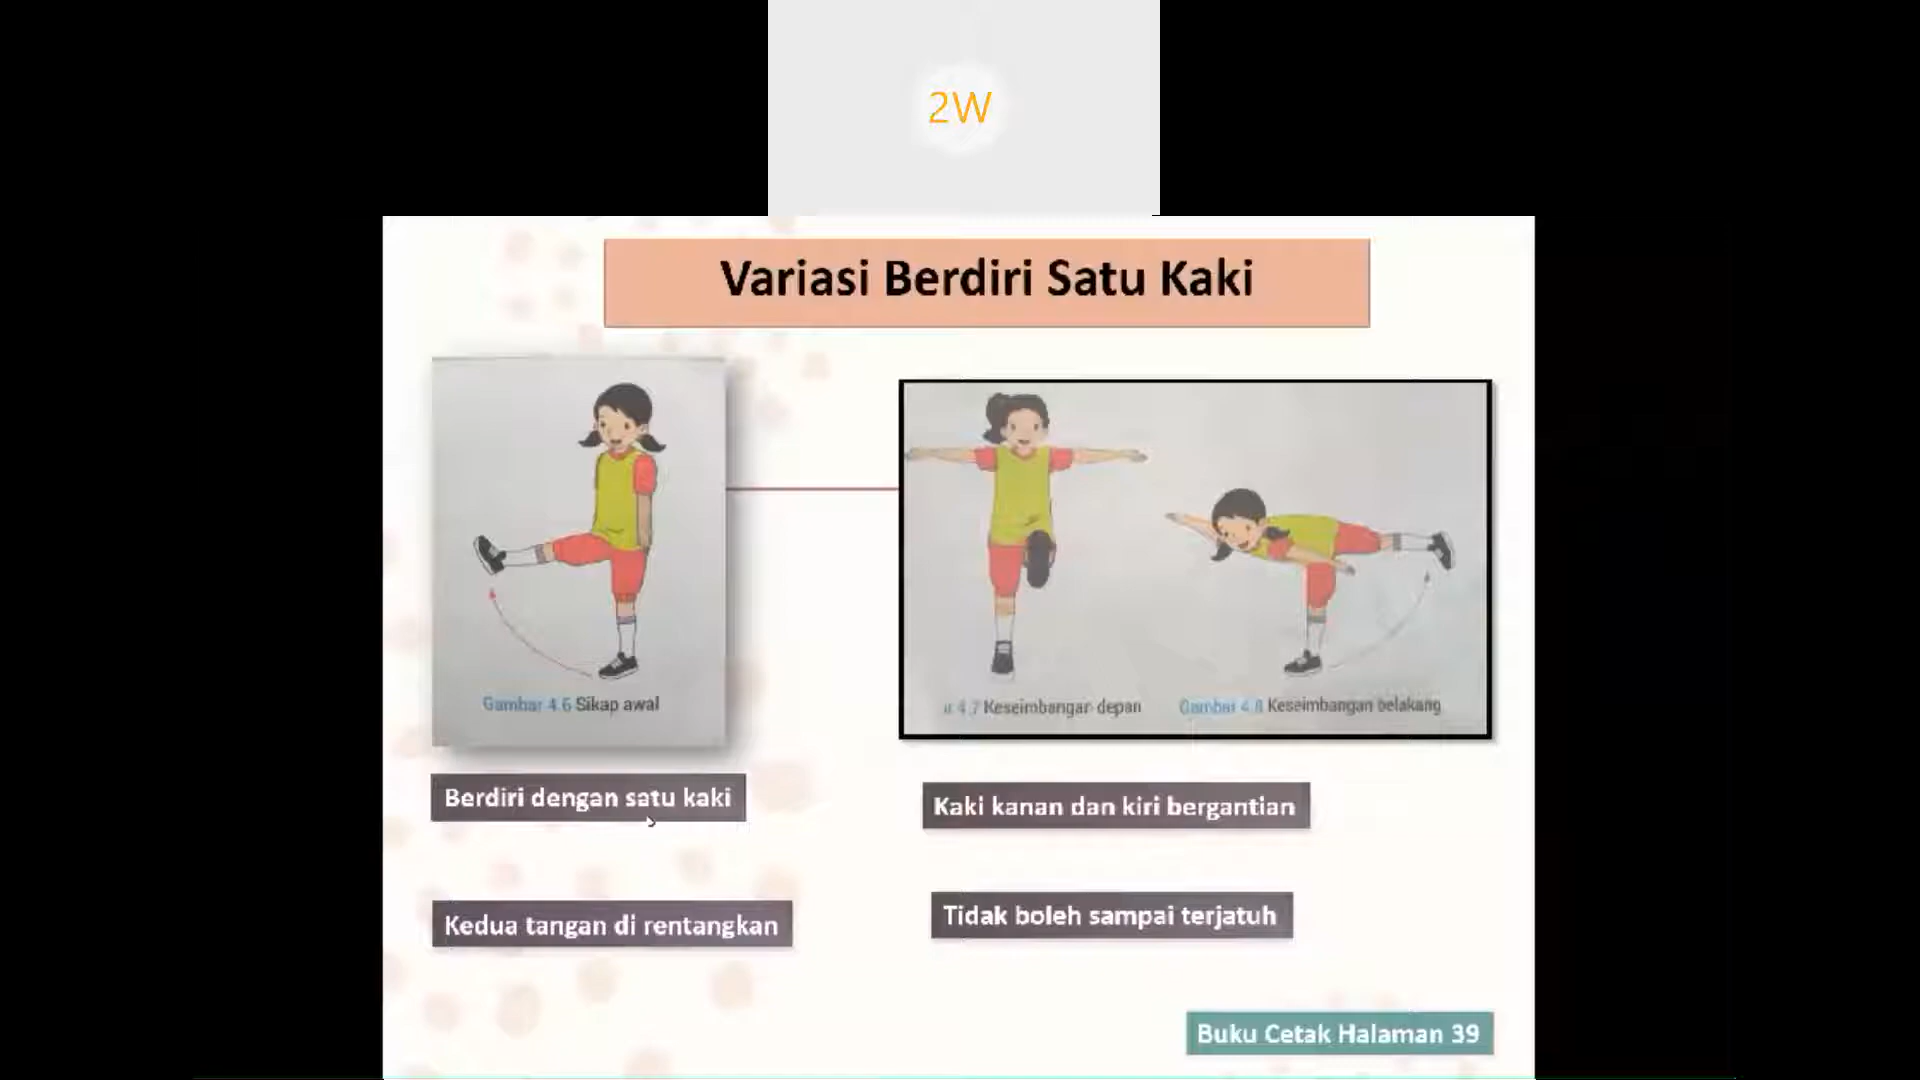 2W
Variasi Berdiri Satu Kaki
Gambar 4.6 Sikap awal
4.7 Keseimbangan depan
Gambar 4.8 Keseimbangan belakang
Berdiri dengan satu kaki
Kaki kanan dan kiri bergantian
Kedua tangan di rentangkan
Tidak boleh sampai terjatuh
Buku Cetak Halaman 39